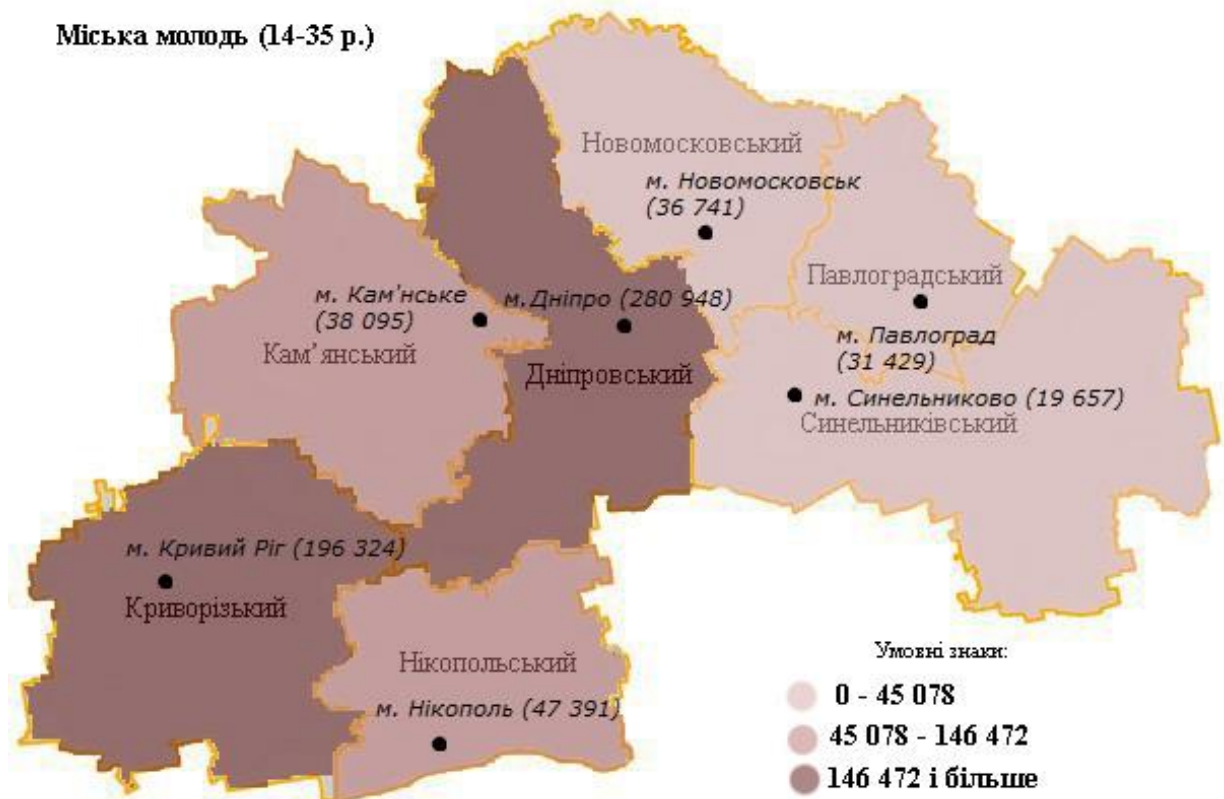 Міська молодь (14-35 р.)
Новомосковський
м. Новомосковськ
(36 741)
Павлоградський
м. Кам'нське
(38 095)
м. Дніпро (280 948)
Кам’янський
м. Павлоград
(31 429)
Дніпровський
м. Синельниково (19 657)
Синельниківський
м. Кривий Ріг (196 324)
Криворізький
Нікопольський
м. Нікополь (47 391)
Умовні знаки:
0 - 45 078
45 078 - 146 472
146 472 і більше